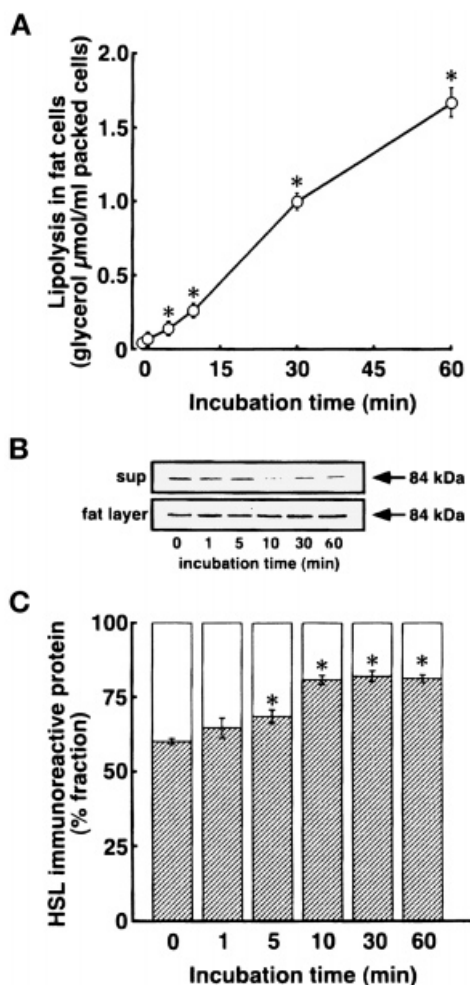 A
Lipolysis in fat cells
(glycerol μmol/ml packed cells)
2.0
1.5
1.0
0.5
0
* * * *
0 15 30 45 60
Incubation time (min)
B
sup 84 kDa
fat layer 84 kDa
0 1 5 10 30 60
incubation time (min)
C
HSL immunoreactive protein
(% fraction)
100
75
50
25
0
* * * *
0 1 5 10 30 60
Incubation time (min)